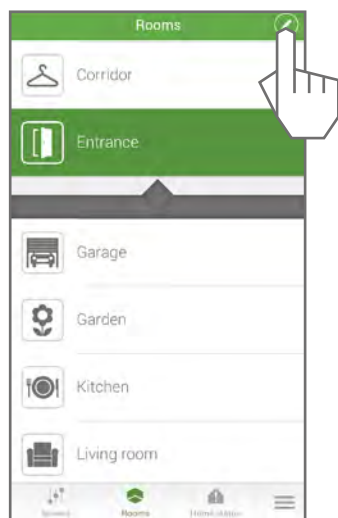 Rooms
Corridor
Entrance
Garage
Garden
Kitchen
Living room
Rooms